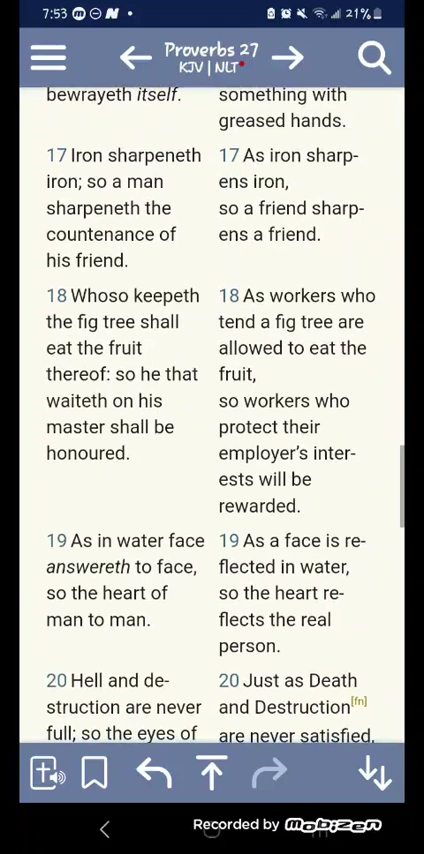 7:53
21%
Proverbs 27
KJV | NLT
bewrayeth itself.
17 Iron sharpeneth
iron; so a man
sharpeneth the
countenance of
his friend.
18 Whoso keepeth
the fig tree shall
eat the fruit
thereof: so he that
waiteth on his
master shall be
honoured.
19 As in water face
answereth to face,
so the heart of
man to man.
20 Hell and de-
struction are never
full; so the eyes of
something with
greased hands.
17 As iron sharp-
ens iron,
so a friend sharp-
ens a friend.
18 As workers who
tend a fig tree are
allowed to eat the
fruit,
so workers who
protect their
employer's inter-
ests will be
rewarded.
19 As a face is re-
flected in water,
so the heart re-
flects the real
person.
20 Just as Death
and Destruction[fn]
are never satisfied,
Recorded by mobizen